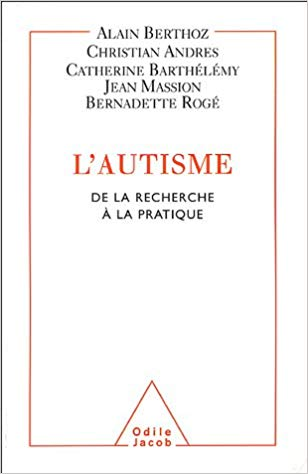 ALAIN BERTHOZ
CHRISTIAN ANDRES
CATHERINE BARTHÉLÉMY
JEAN MASSION
BERNADETTE ROGÉ
L'AUTISME
DE LA RECHERCHE
À LA PRATIQUE
Odile
Jacob